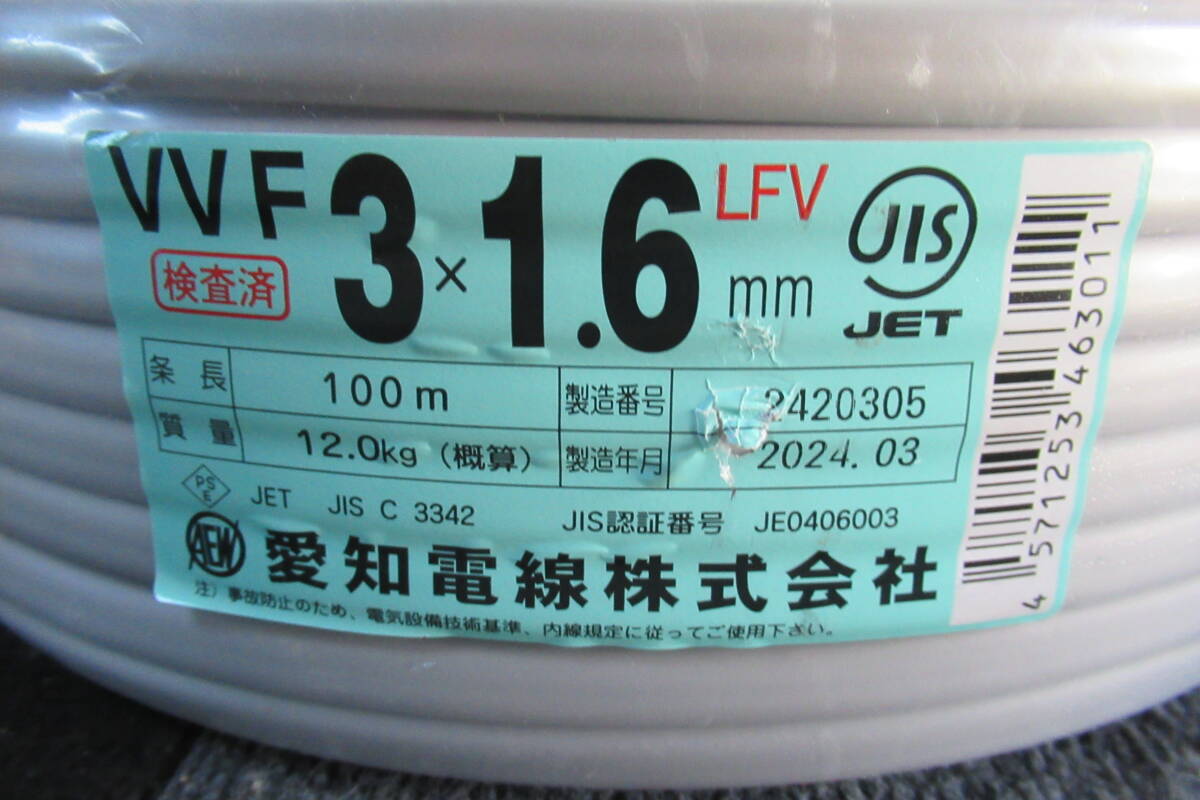 VVF 3×1.6mm LFV
検査済
JIS
JET
条長 100m 製造番号 2420305
質量 12.0kg (概算) 製造年月 2024.03
PSE JET JIS C 3342 JIS認証番号 JE0406003
AEW 愛知電線株式会社
注）事故防止のため、電気設備技術基準、内線規定に従ってご使用下さい。
4571253463011